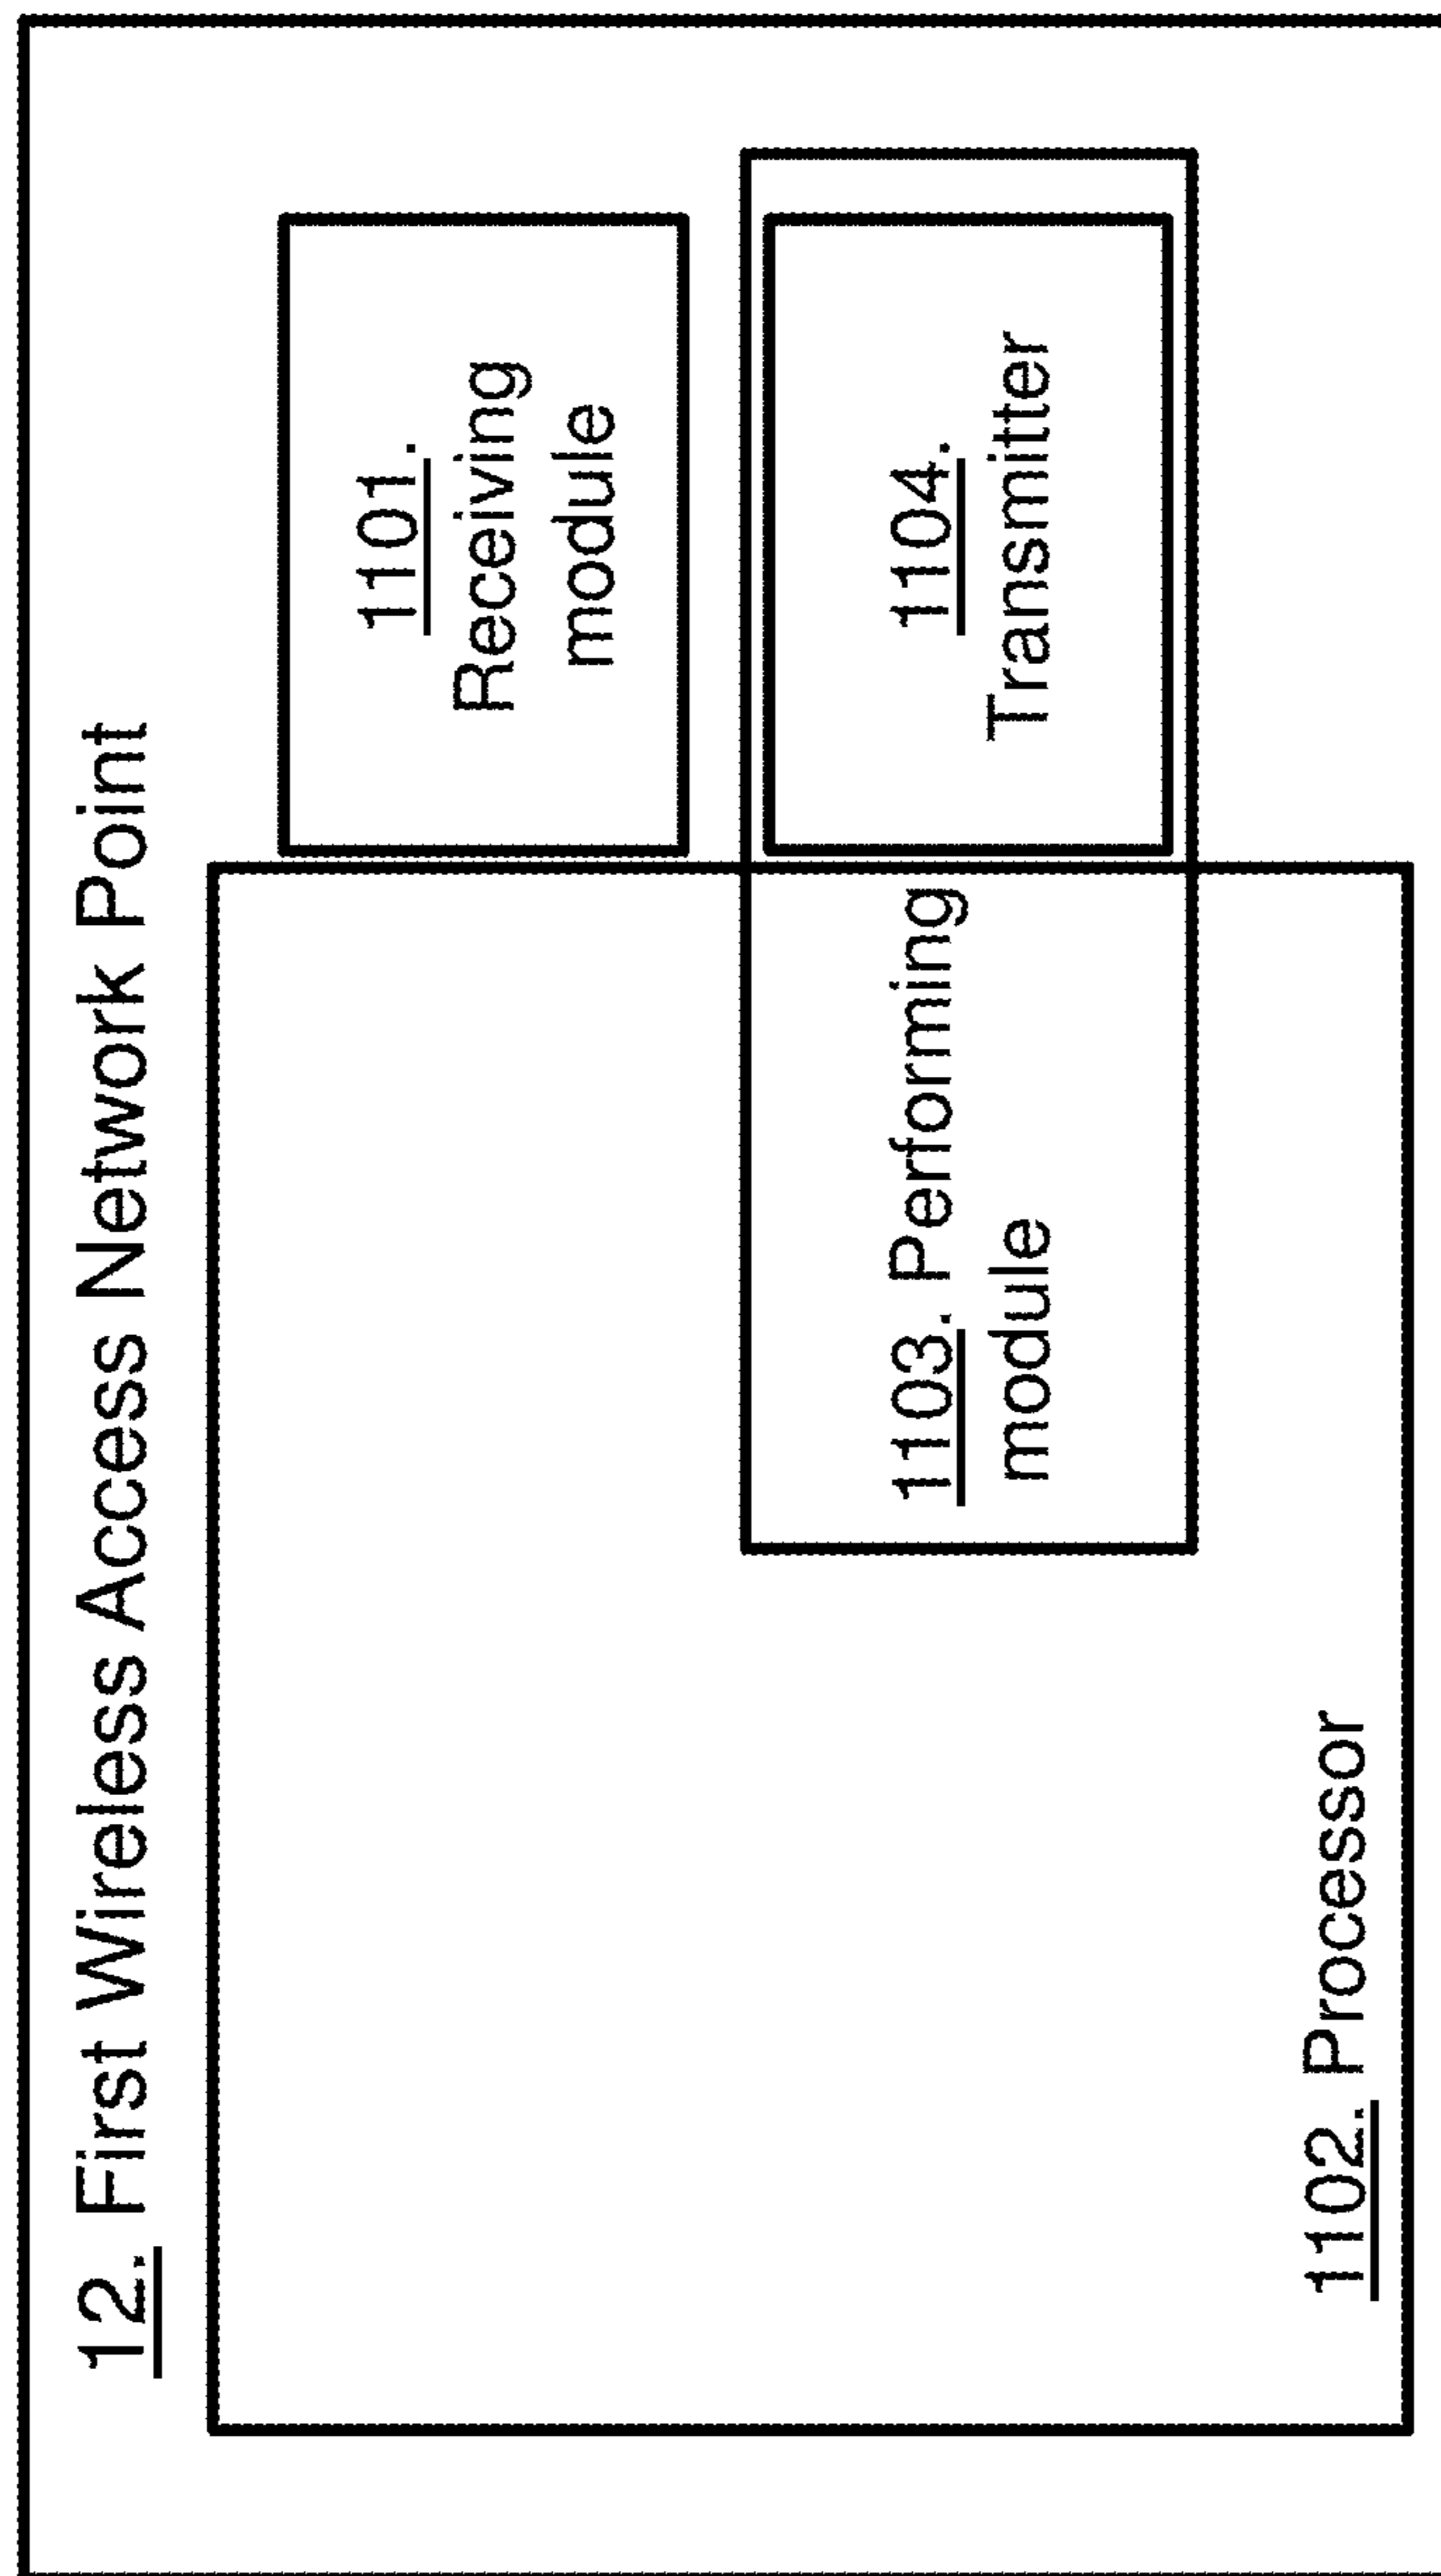 12. First Wireless Access Network Point
1101.
Receiving
module
1103. Performing
module
1104.
Transmitter
1102. Processor